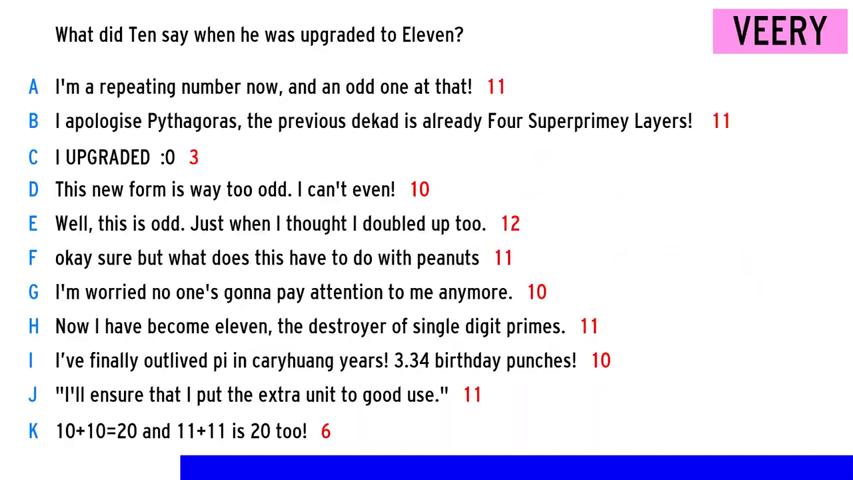 What did Ten say when he was upgraded to Eleven?
VEERY
A I'm a repeating number now, and an odd one at that! 11
B I apologise Pythagoras, the previous dekad is already Four Superprimey Layers! 11
C I UPGRADED :0 3
D This new form is way too odd. I can't even! 10
E Well, this is odd. Just when I thought I doubled up too. 12
F okay sure but what does this have to do with peanuts 11
G I'm worried no one's gonna pay attention to me anymore. 10
H Now I have become eleven, the destroyer of single digit primes. 11
I I’ve finally outlived pi in caryhuang years! 3.34 birthday punches! 10
J "I'll ensure that I put the extra unit to good use." 11
K 10+10=20 and 11+11 is 20 too! 6